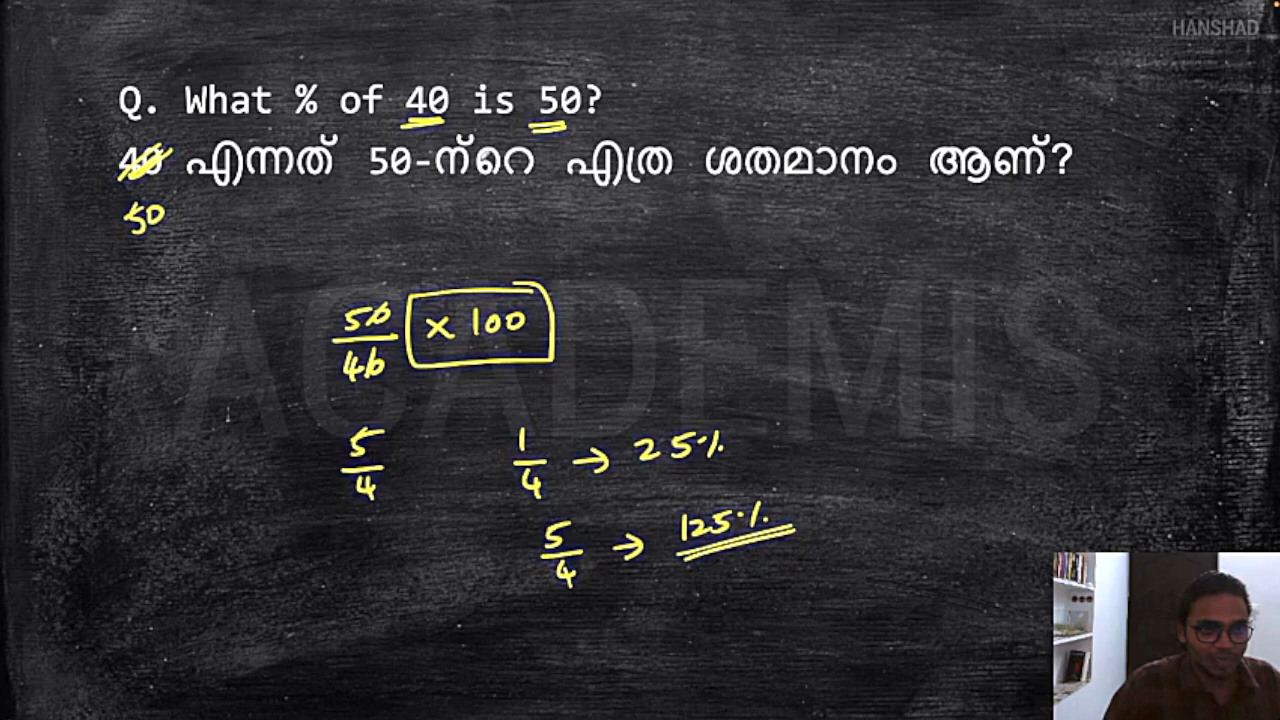 HANSHAD
Q. What % of 40 is 50?
40 എന്നത് 50-ന്റെ എത്ര ശതമാനം ആണ്?
50
ACADEMIS
50/40 × 100
5/4 1/4 → 25%
5/4 → 125%